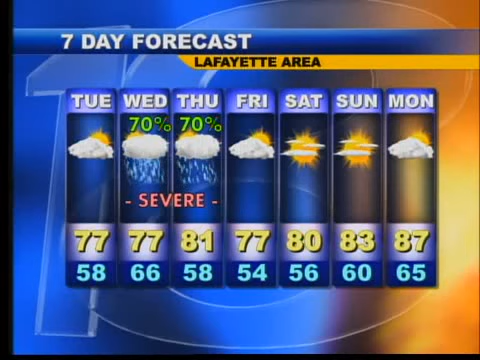 7 DAY FORECAST
LAFAYETTE AREA
TUE WED THU FRI SAT SUN MON
70% 70%
- SEVERE -
77 77 81 77 80 83 87
58 66 58 54 56 60 65